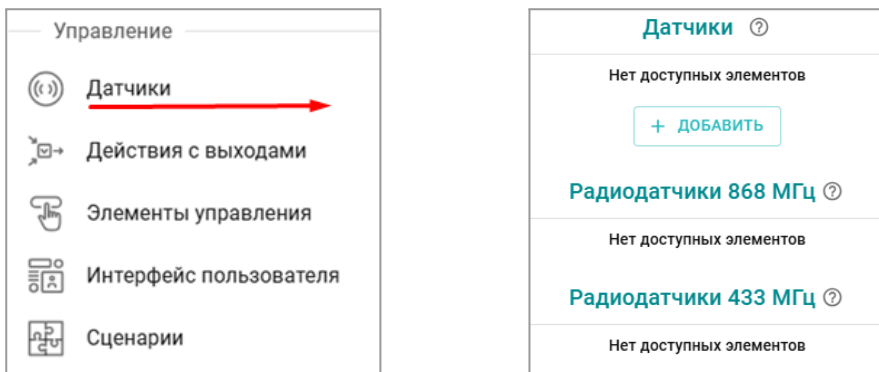 Управление
Датчики
Действия с выходами
Элементы управления
Интерфейс пользователя
Сценарии
Датчики ?
Нет доступных элементов
+ ДОБАВИТЬ
Радиодатчики 868 МГц ?
Нет доступных элементов
Радиодатчики 433 МГц ?
Нет доступных элементов